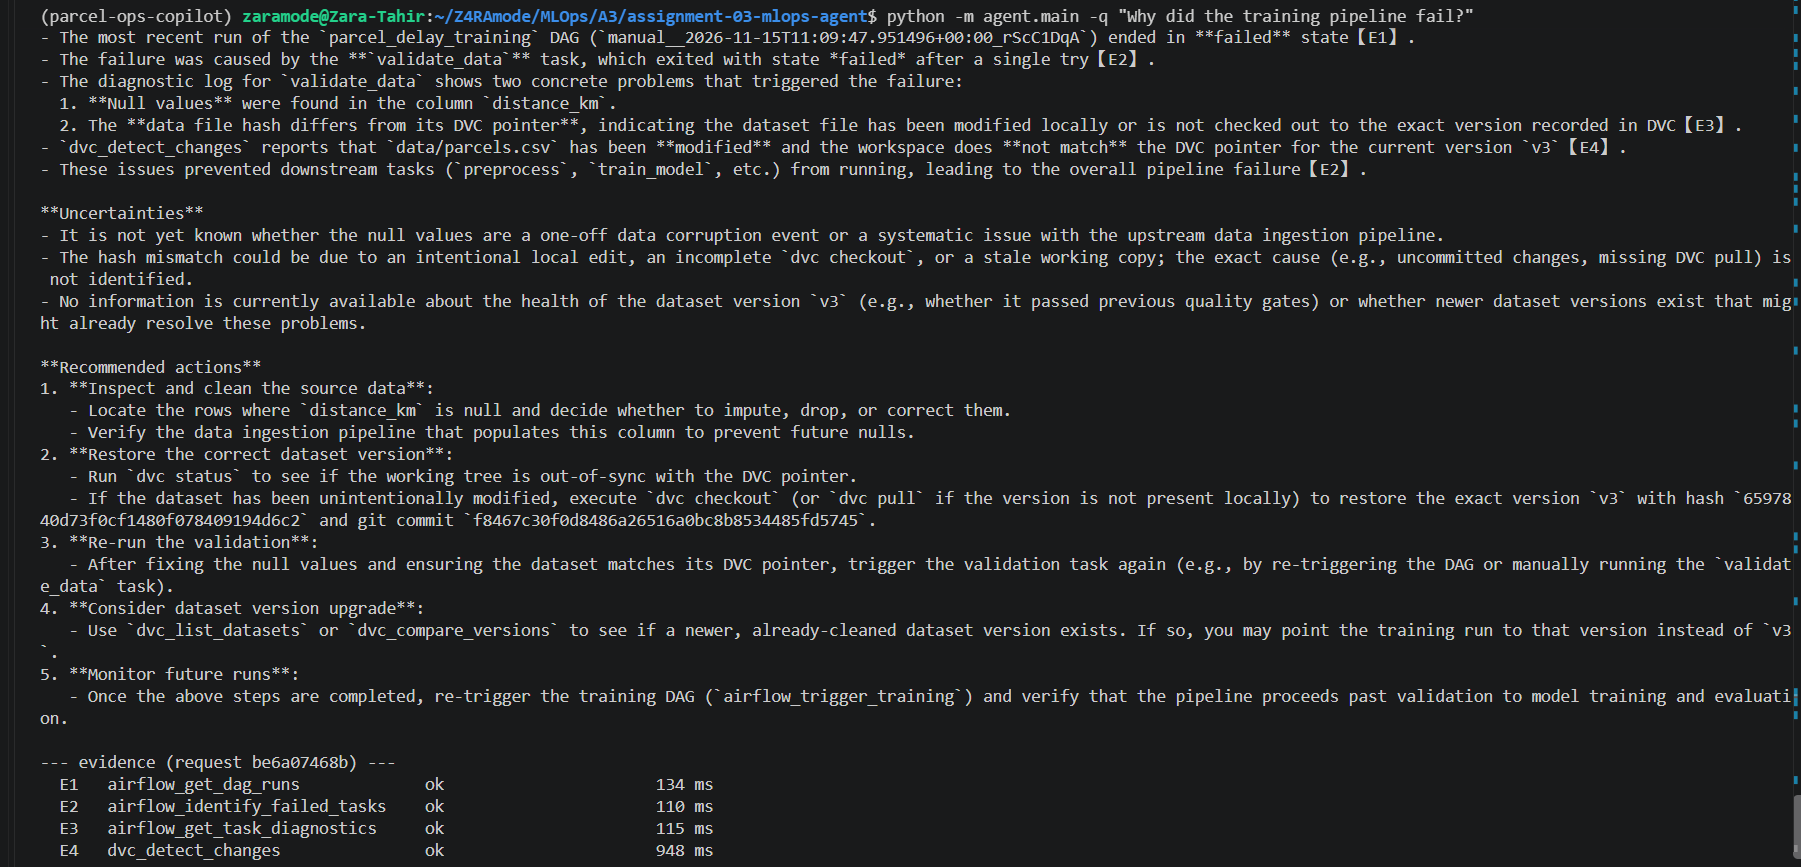 (parcel-ops-copilot) zaramode@Zara-Tahir:~/Z4RAmode/MLOps/A3/assignment-03-mlops-agent$ python -m agent.main -q "Why did the training pipeline fail?"
- The most recent run of the `parcel_delay_training` DAG (`manual__2026-11-15T11:09:47.951496+00:00_rScC1DqA`) ended in **failed** state【E1】.
- The failure was caused by the **`validate_data`** task, which exited with state *failed* after a single try【E2】.
- The diagnostic log for `validate_data` shows two concrete problems that triggered the failure:
  1. **Null values** were found in the column `distance_km`.
  2. The **data file hash differs from its DVC pointer**, indicating the dataset file has been modified locally or is not checked out to the exact version recorded in DVC【E3】.
- `dvc_detect_changes` reports that `data/parcels.csv` has been **modified** and the workspace does **not match** the DVC pointer for the current version `v3`【E4】.
- These issues prevented downstream tasks (`preprocess`, `train_model`, etc.) from running, leading to the overall pipeline failure【E2】.

**Uncertainties**
- It is not yet known whether the null values are a one-off data corruption event or a systematic issue with the upstream data ingestion pipeline.
- The hash mismatch could be due to an intentional local edit, an incomplete `dvc checkout`, or a stale working copy; the exact cause (e.g., uncommitted changes, missing DVC pull) is
 not identified.
- No information is currently available about the health of the dataset version `v3` (e.g., whether it passed previous quality gates) or whether newer dataset versions exist that mig
ht already resolve these problems.

**Recommended actions**
1. **Inspect and clean the source data**:
   - Locate the rows where `distance_km` is null and decide whether to impute, drop, or correct them.
   - Verify the data ingestion pipeline that populates this column to prevent future nulls.
2. **Restore the correct dataset version**:
   - Run `dvc status` to see if the working tree is out-of-sync with the DVC pointer.
   - If the dataset has been unintentionally modified, execute `dvc checkout` (or `dvc pull` if the version is not present locally) to restore the exact version `v3` with hash `65978
40d73f0cf1480f078409194d6c2` and git commit `f8467c30f0d8486a26516a0bc8b8534485fd5745`.
3. **Re-run the validation**:
   - After fixing the null values and ensuring the dataset matches its DVC pointer, trigger the validation task again (e.g., by re-triggering the DAG or manually running the `validat
e_data` task).
4. **Consider dataset version upgrade**:
   - Use `dvc_list_datasets` or `dvc_compare_versions` to see if a newer, already-cleaned dataset version exists. If so, you may point the training run to that version instead of `v3
`.
5. **Monitor future runs**:
   - Once the above steps are completed, re-trigger the training DAG (`airflow_trigger_training`) and verify that the pipeline proceeds past validation to model training and evaluati
on.

--- evidence (request be6a07468b) ---
  E1   airflow_get_dag_runs             ok                  134 ms
  E2   airflow_identify_failed_tasks    ok                  110 ms
  E3   airflow_get_task_diagnostics     ok                  115 ms
  E4   dvc_detect_changes               ok                  948 ms